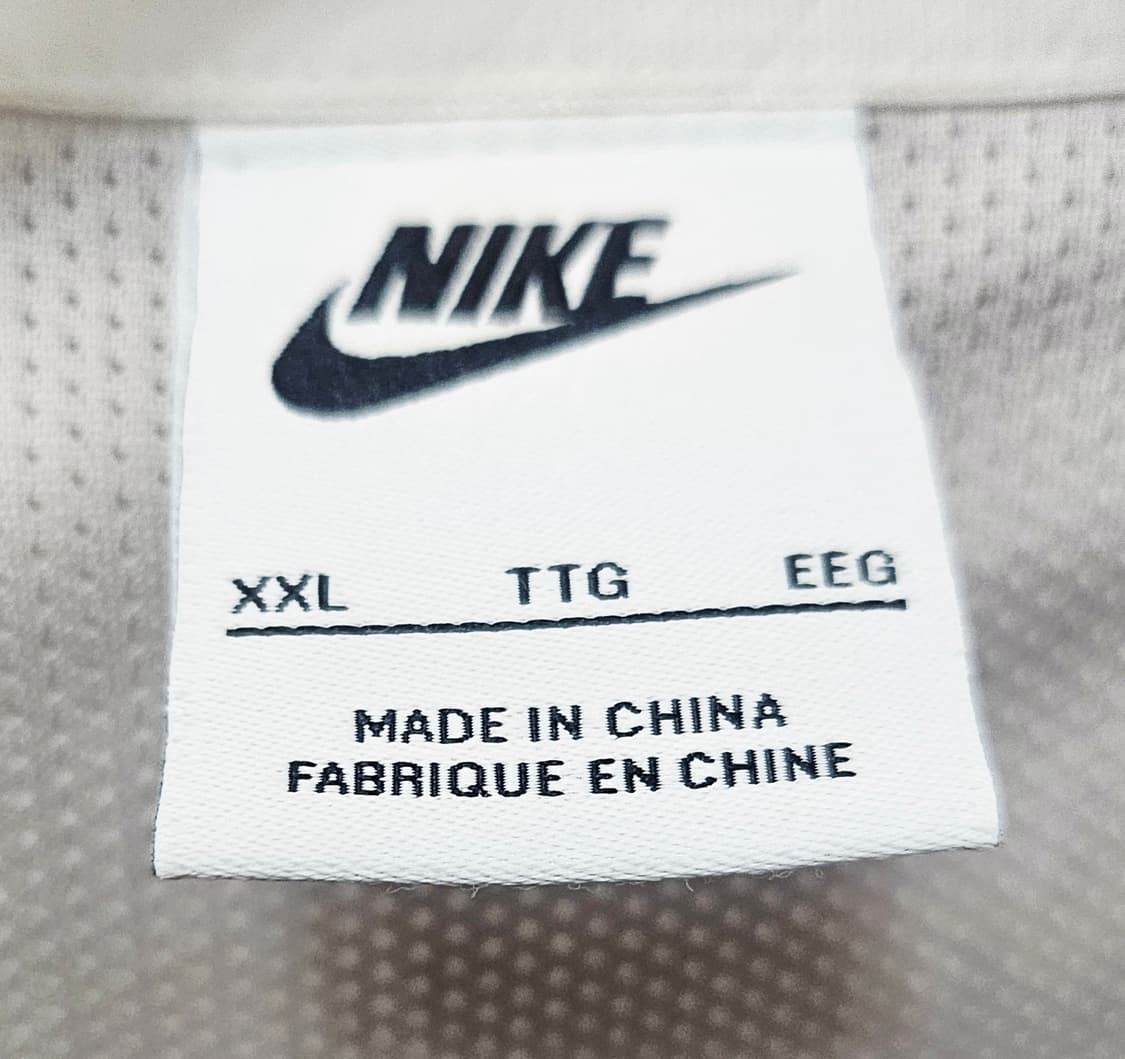 NIKE
XXL TTG EEG
MADE IN CHINA
FABRIQUE EN CHINE